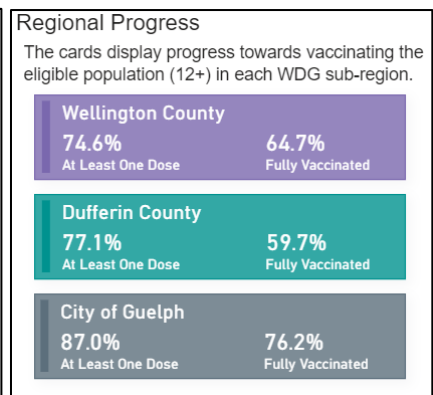 Regional Progress
The cards display progress towards vaccinating the
eligible population (12+) in each WDG sub-region.
Wellington County
74.6% 64.7%
At Least One Dose Fully Vaccinated
Dufferin County
77.1% 59.7%
At Least One Dose Fully Vaccinated
City of Guelph
87.0% 76.2%
At Least One Dose Fully Vaccinated